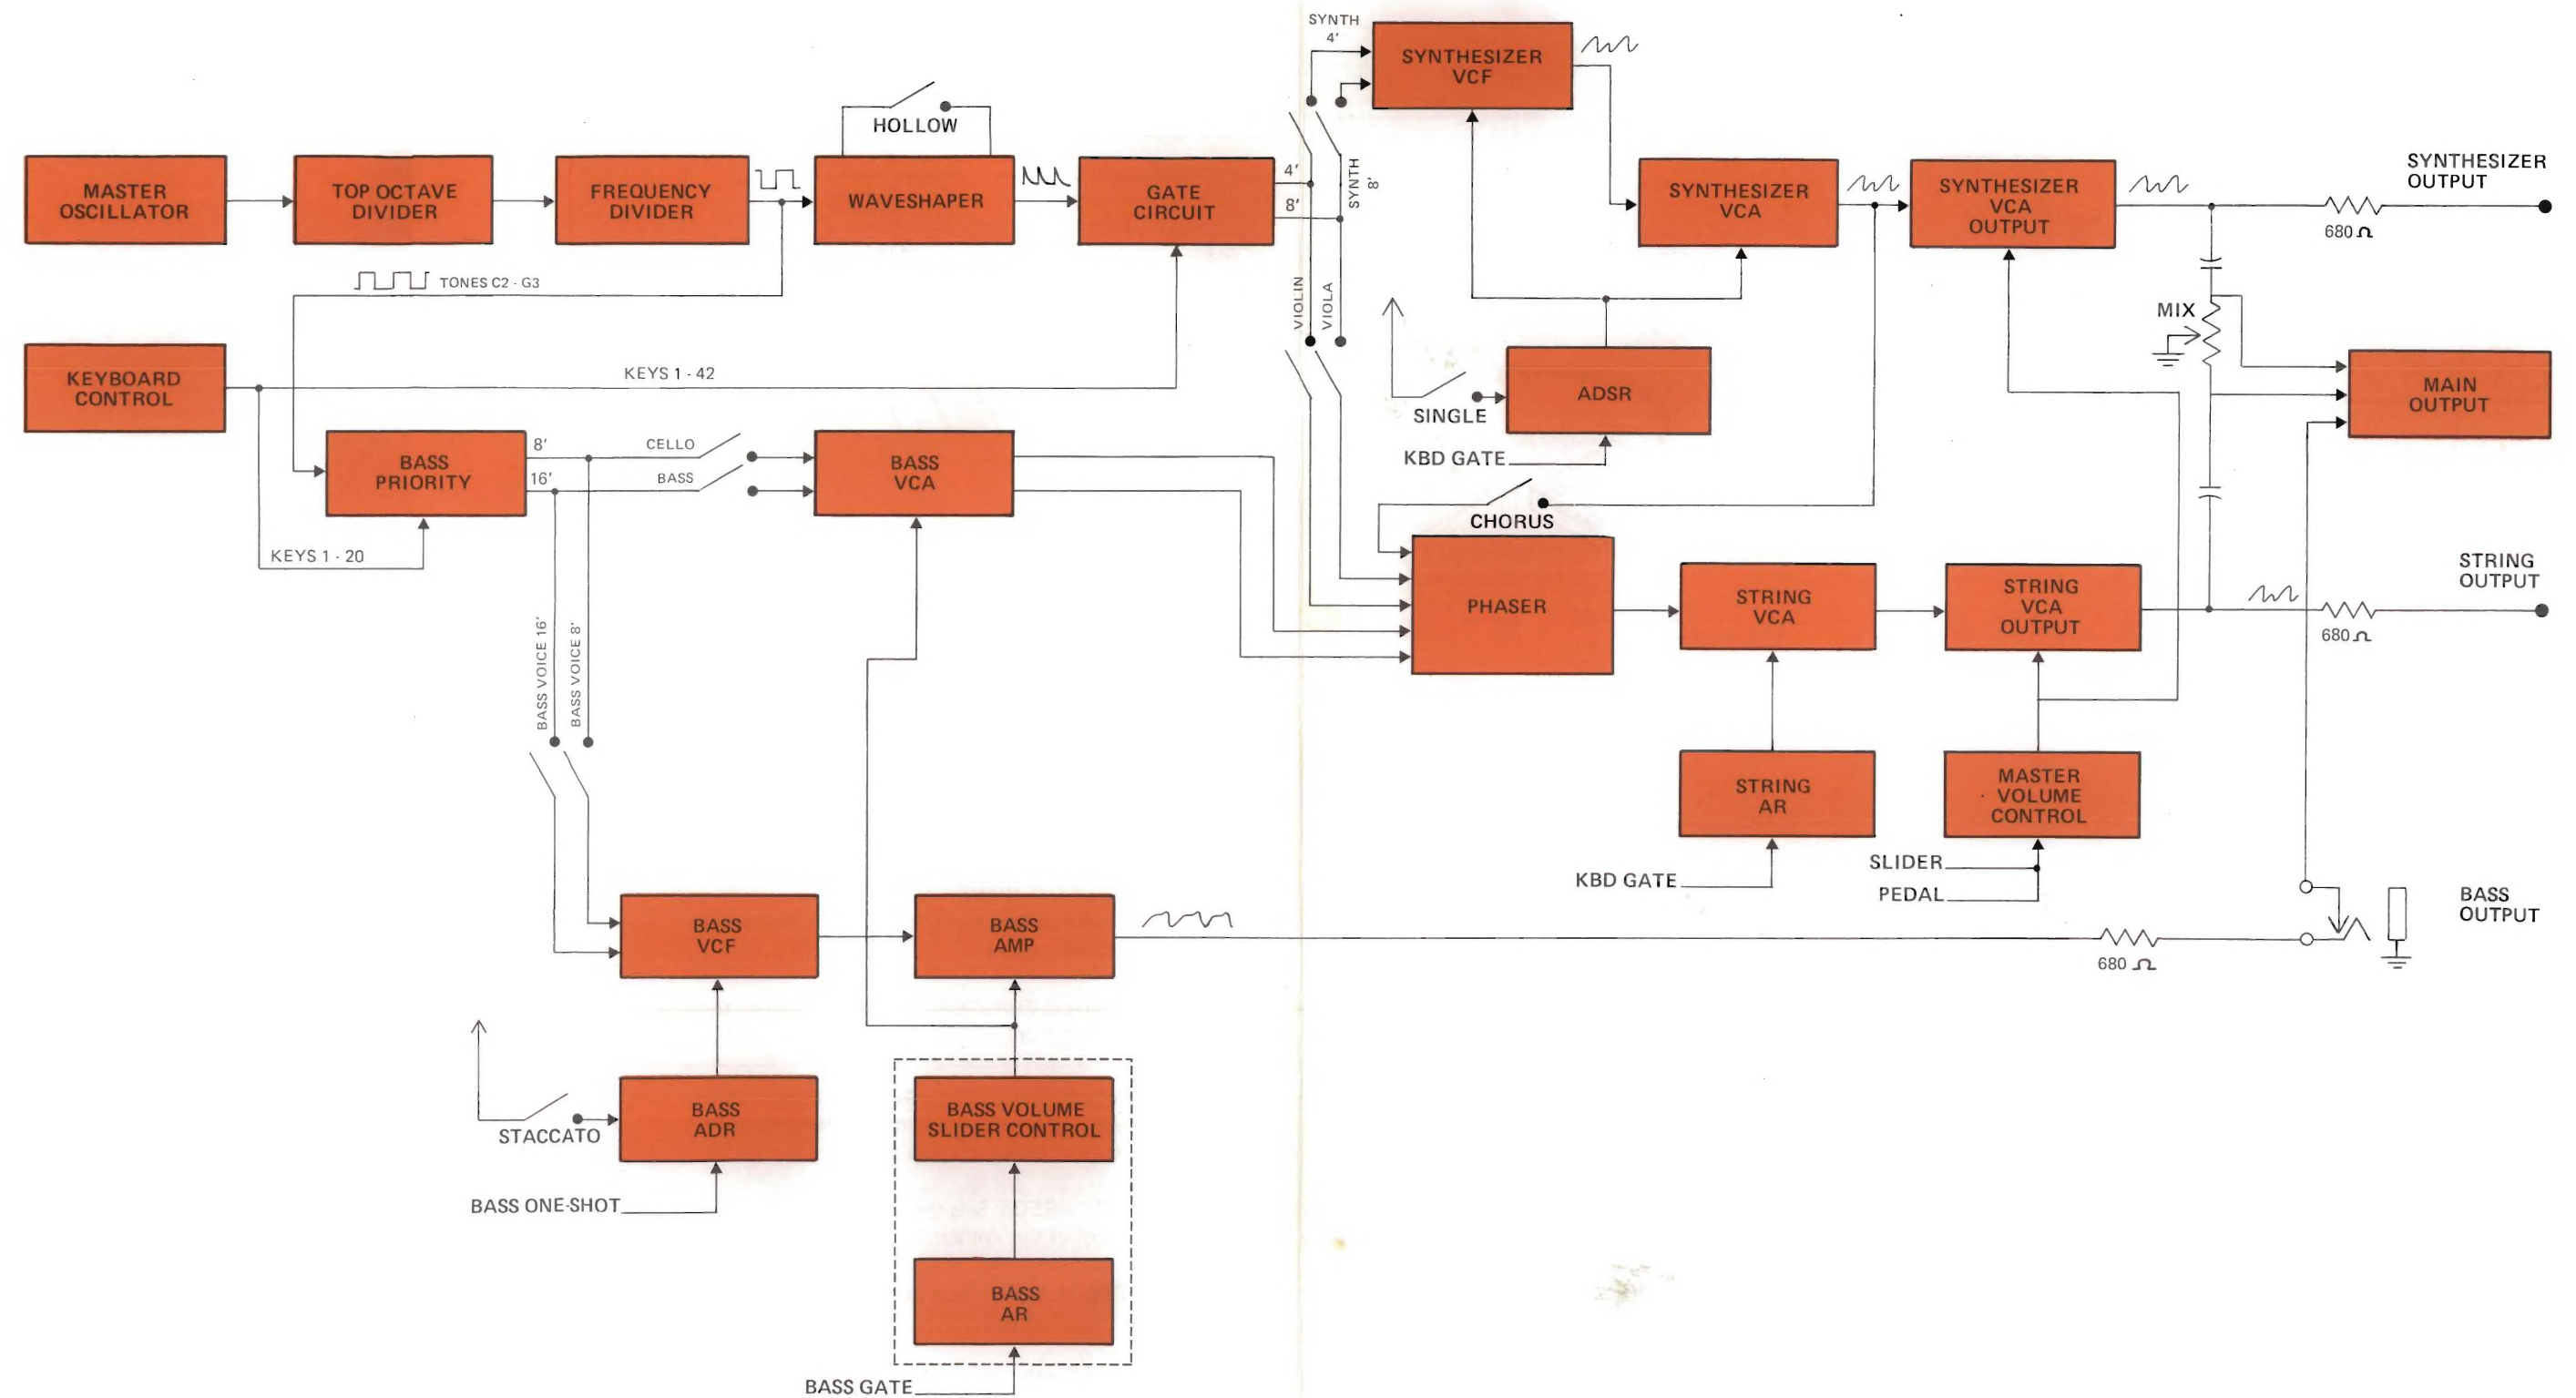 SYNTH
4'
SYNTHESIZER
VCF
HOLLOW
MASTER
OSCILLATOR
TOP OCTAVE
DIVIDER
FREQUENCY
DIVIDER
WAVESHAPER
GATE
CIRCUIT
4'
8'
SYNTH
8'
SYNTHESIZER
VCA
SYNTHESIZER
VCA
OUTPUT
SYNTHESIZER
OUTPUT
680 Ω
TONES C2 - G3
VIOLIN
VIOLA
MIX
KEYBOARD
CONTROL
KEYS 1 - 42
ADSR
SINGLE
KBD GATE
MAIN
OUTPUT
BASS
PRIORITY
8'
16'
CELLO
BASS
BASS
VCA
KEYS 1 - 20
CHORUS
PHASER
STRING
VCA
STRING
VCA
OUTPUT
STRING
OUTPUT
680 Ω
BASS VOICE 16'
BASS VOICE 8'
STRING
AR
MASTER
VOLUME
CONTROL
KBD GATE
SLIDER
PEDAL
BASS
VCF
BASS
AMP
680 Ω
BASS
OUTPUT
STACCATO
BASS
ADR
BASS ONE-SHOT
BASS VOLUME
SLIDER CONTROL
BASS
AR
BASS GATE